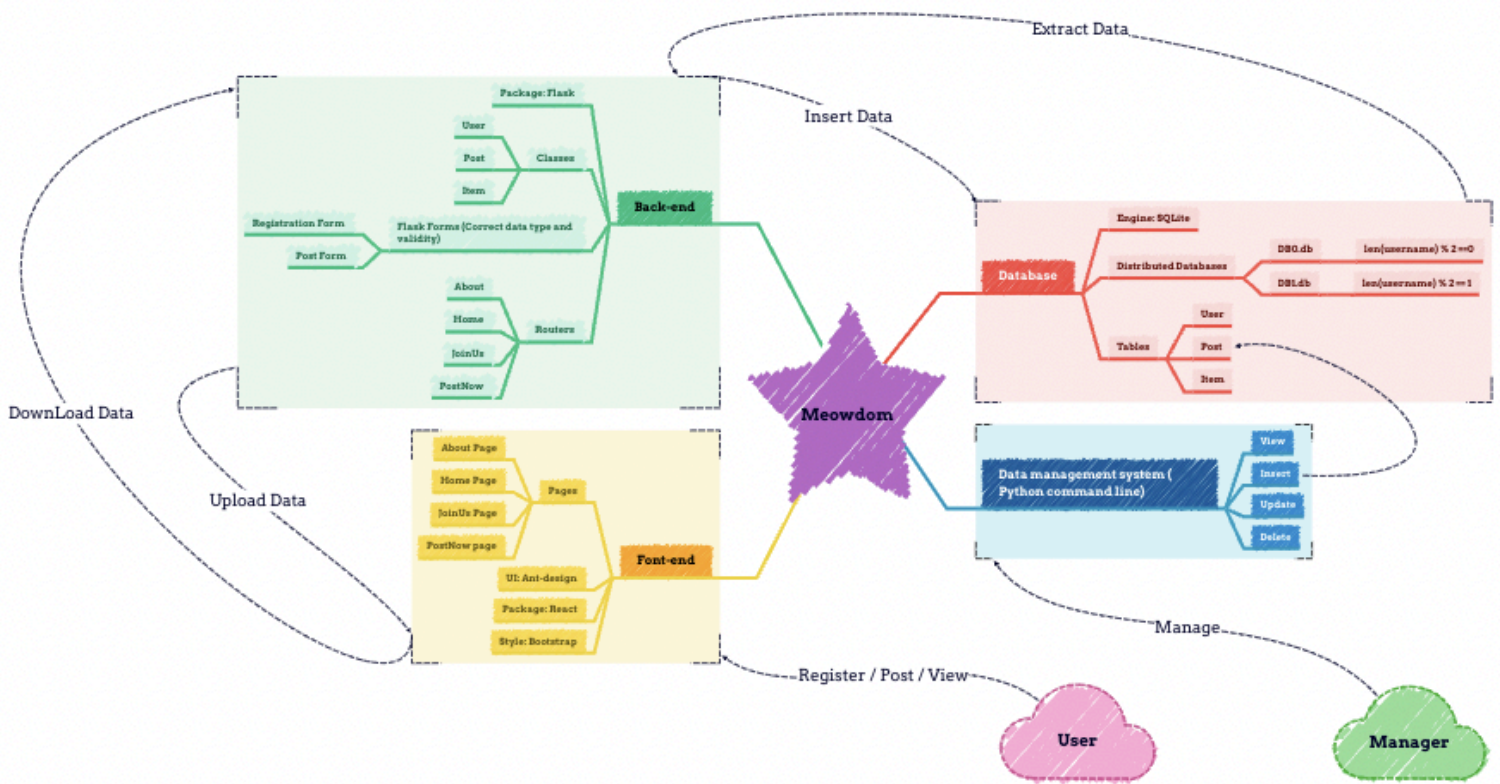 Extract Data
Insert Data
Package: Flask
User
Post
Classes
Item
Back-end
Registration Form
Flask Forms (Correct data type and
validity)
Post Form
About
Home
Routers
JoinUs
PostNow
Engine: SQLite
Database
Distributed Databases
DB0.db
len(username) % 2 ==0
DB1.db
len(username) % 2 == 1
User
Tables
Post
Item
Meowdom
DownLoad Data
Upload Data
About Page
Home Page
Pages
JoinUs Page
PostNow page
Font-end
UI: Ant-design
Package: React
Style: Bootstrap
Data management system (
Python command line)
View
Insert
Update
Delete
Manage
Register / Post / View
User
Manager